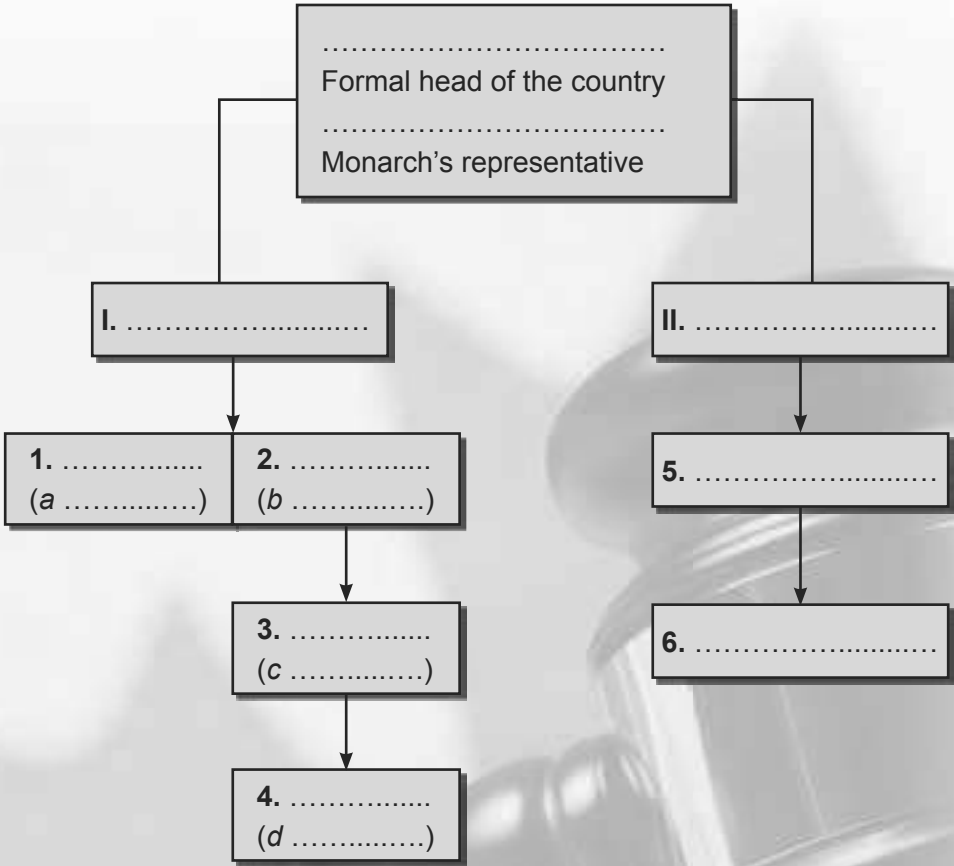 …………………………………
Formal head of the country
…………………………………
Monarch’s representative
I. ……………..........…
II. ……………..........…
1. ………........
(a …….....….)
2. ………........
(b …….....….)
5. ……………..........…
3. ………........
(c …….....….)
6. ……………..........…
4. ………........
(d …….....….)